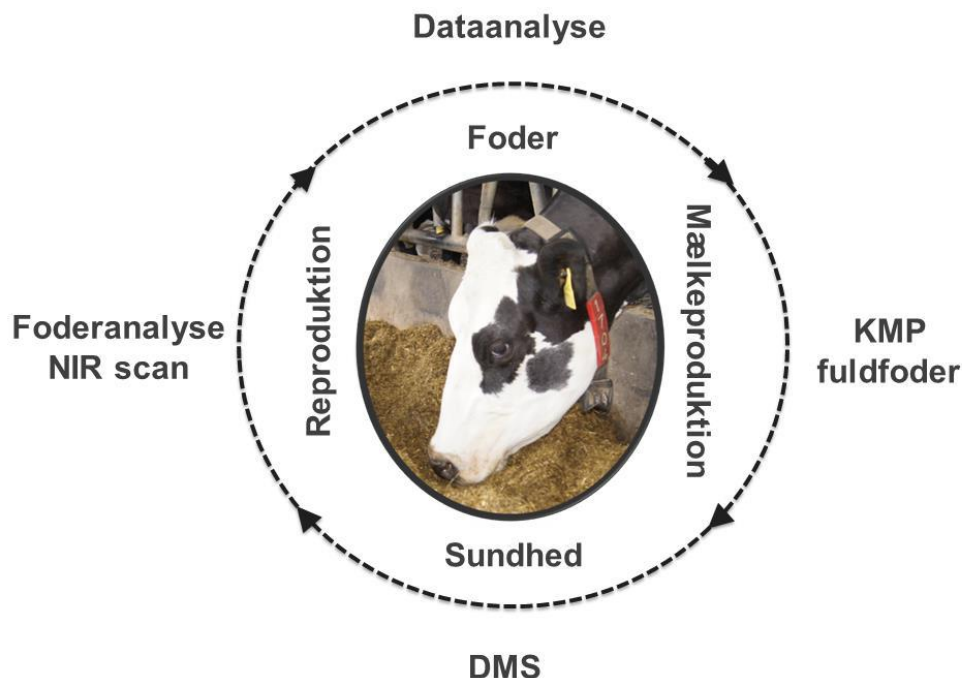 Dataanalyse
Foder
Reproduktion
Mælkeproduktion
Foderanalyse
NIR scan
KMP
fuldfoder
Sundhed
DMS